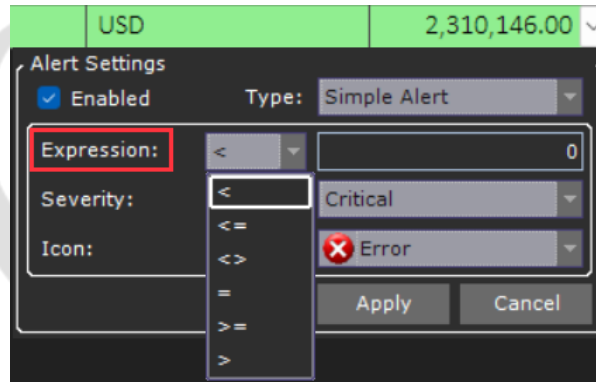 USD 2,310,146.00
Alert Settings
Enabled Type: Simple Alert
Expression: < 0
<
Severity: Critical
<=
Icon: Error
<>
=
Apply Cancel
>=
>